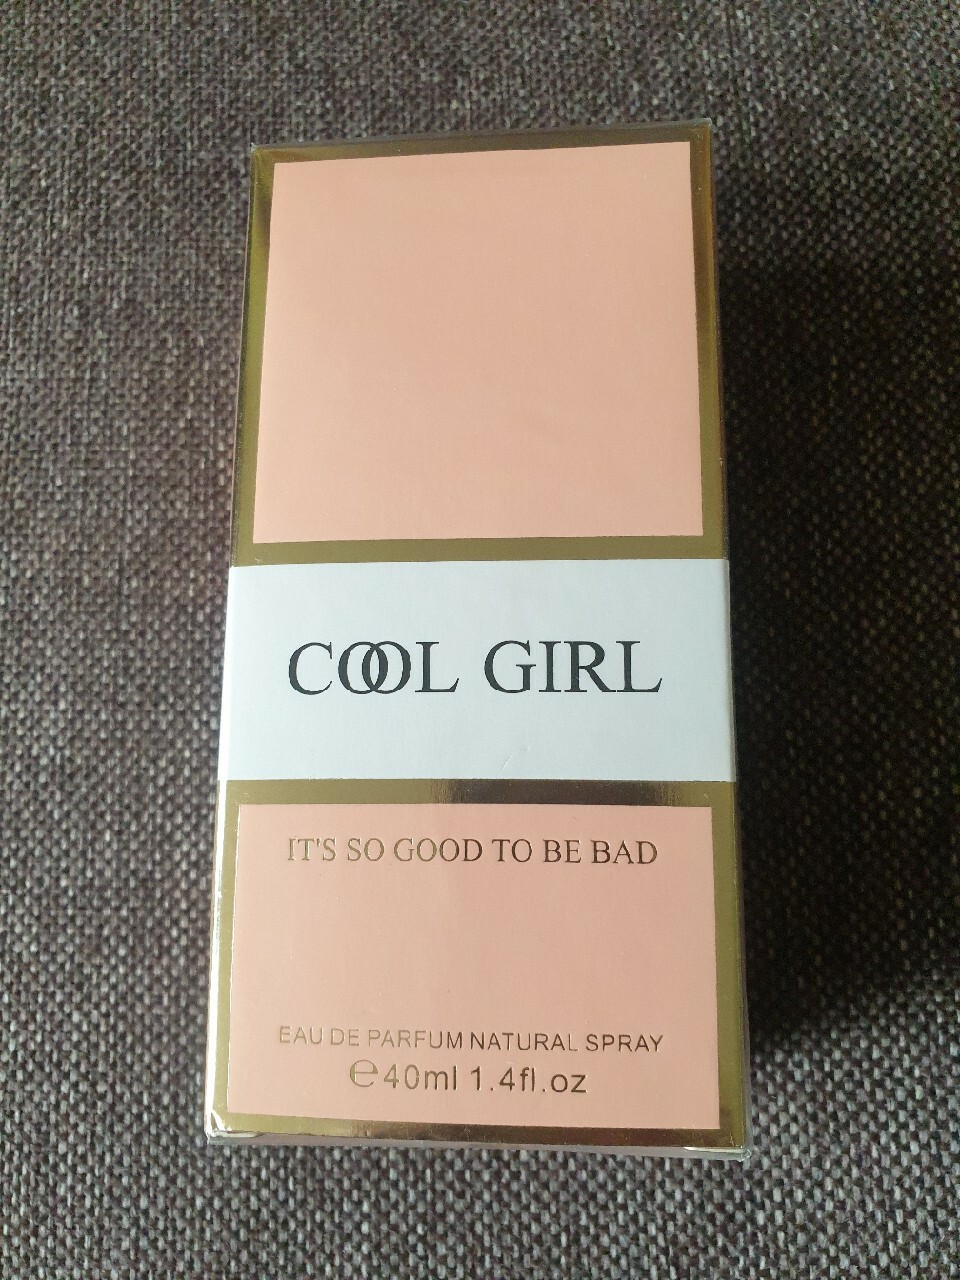 COOL GIRL
IT'S SO GOOD TO BE BAD
EAU DE PARFUM NATURAL SPRAY
℮40ml 1.4fl.oz